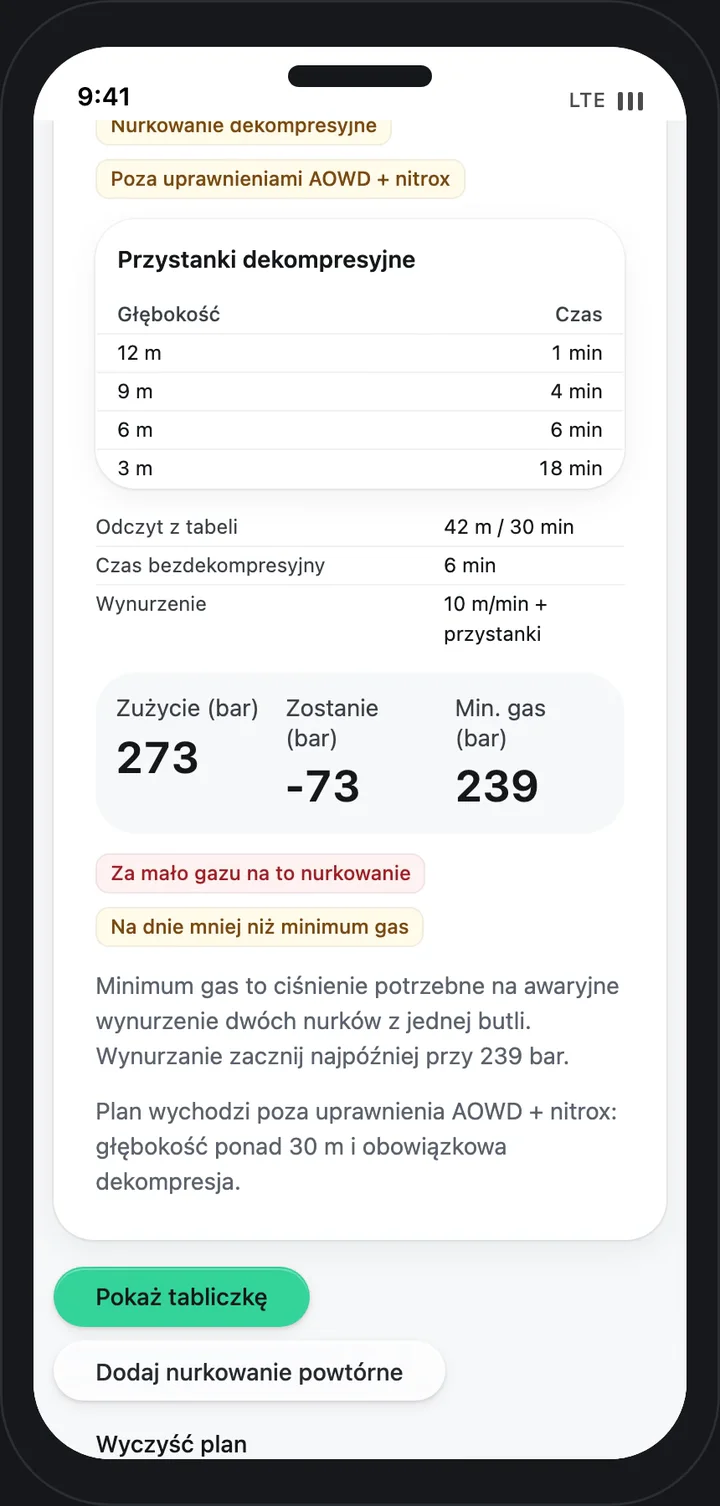 9:41
LTE
Nurkowanie dekompresyjne
Poza uprawnieniami AOWD + nitrox
Przystanki dekompresyjne
Głębokość Czas
12 m 1 min
9 m 4 min
6 m 6 min
3 m 18 min
Odczyt z tabeli 42 m / 30 min
Czas bezdekompresyjny 6 min
Wynurzenie 10 m/min +
przystanki
Zużycie (bar)
273
Zostanie
(bar)
-73
Min. gas
(bar)
239
Za mało gazu na to nurkowanie
Na dnie mniej niż minimum gas
Minimum gas to ciśnienie potrzebne na awaryjne
wynurzenie dwóch nurków z jednej butli.
Wynurzanie zacznij najpóźniej przy 239 bar.
Plan wychodzi poza uprawnienia AOWD + nitrox:
głębokość ponad 30 m i obowiązkowa
dekompresja.
Pokaż tabliczkę
Dodaj nurkowanie powtórne
Wyczyść plan